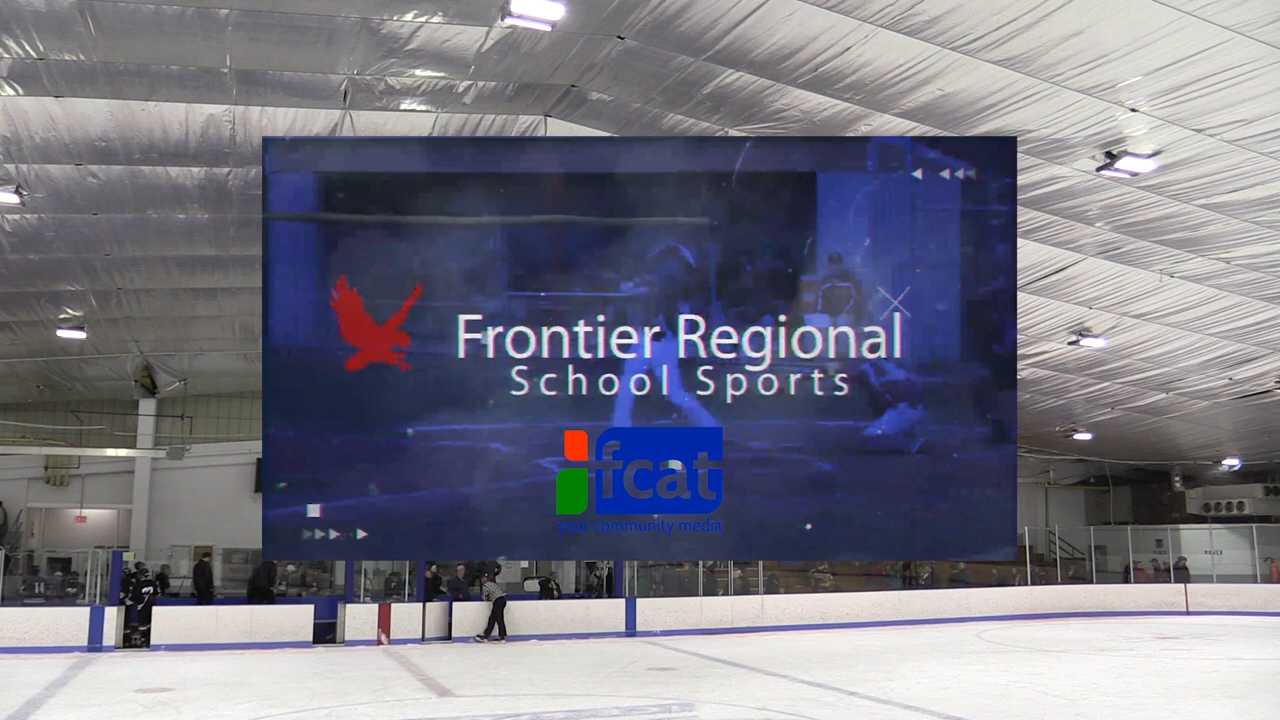 Frontier Regional
School Sports
fcat
your community media